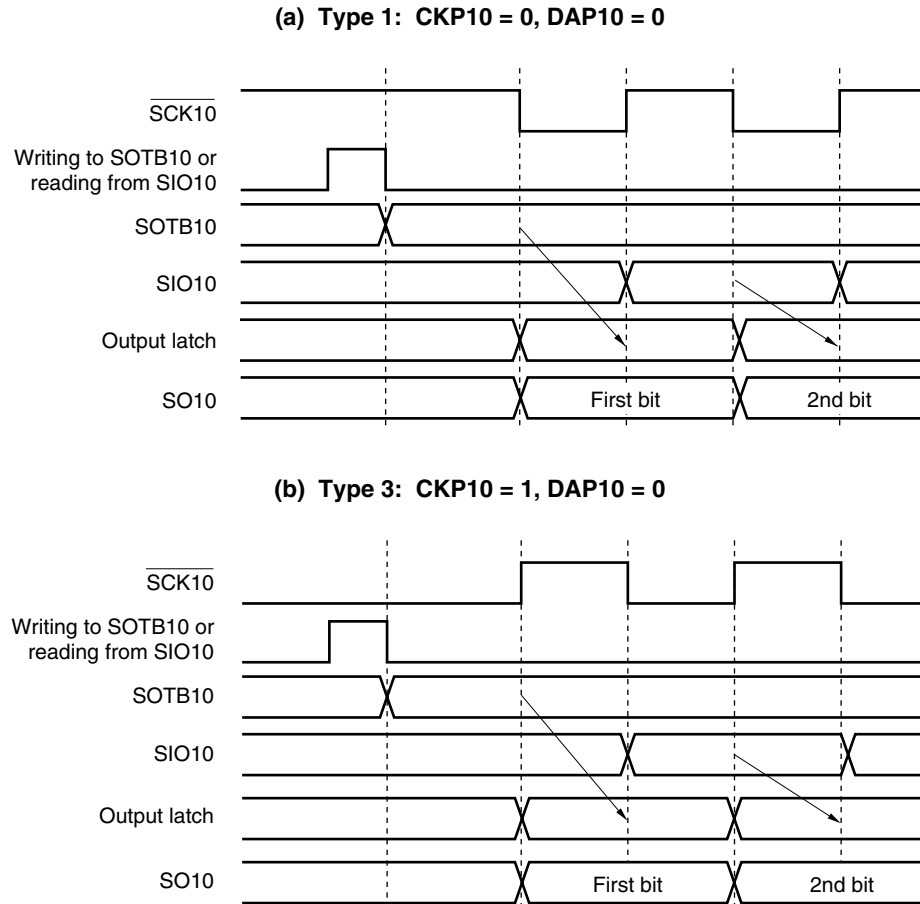 (a) Type 1: CKP10 = 0, DAP10 = 0
SCK10
Writing to SOTB10 or
reading from SIO10
SOTB10
SIO10
Output latch
SO10
First bit
2nd bit
(b) Type 3: CKP10 = 1, DAP10 = 0
SCK10
Writing to SOTB10 or
reading from SIO10
SOTB10
SIO10
Output latch
SO10
First bit
2nd bit